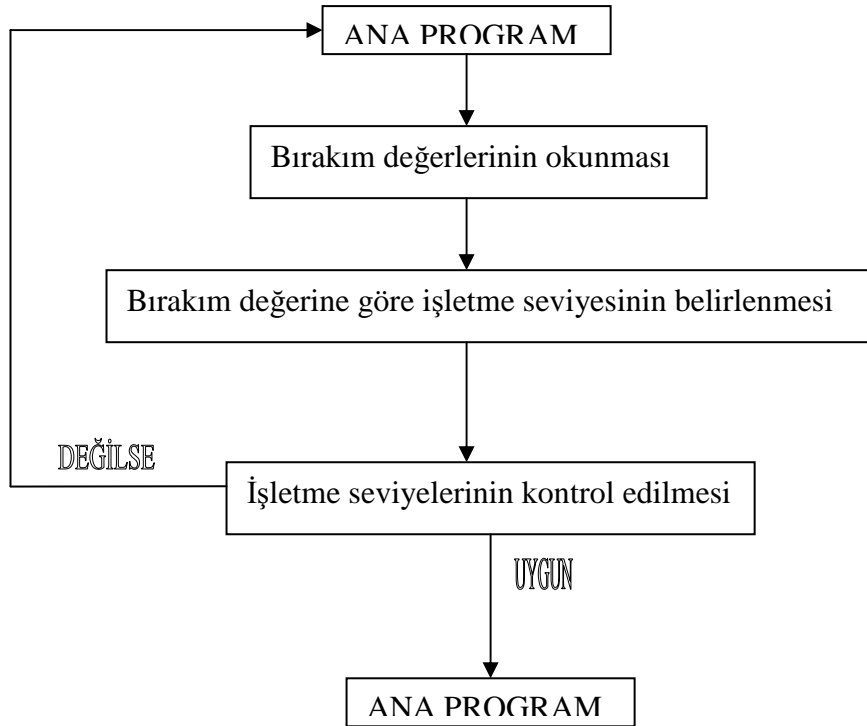 ANA PROGRAM
Bırakım değerlerinin okunması
Bırakım değerine göre işletme seviyesinin belirlenmesi
DEĞİLSE
İşletme seviyelerinin kontrol edilmesi
UYGUN
ANA PROGRAM